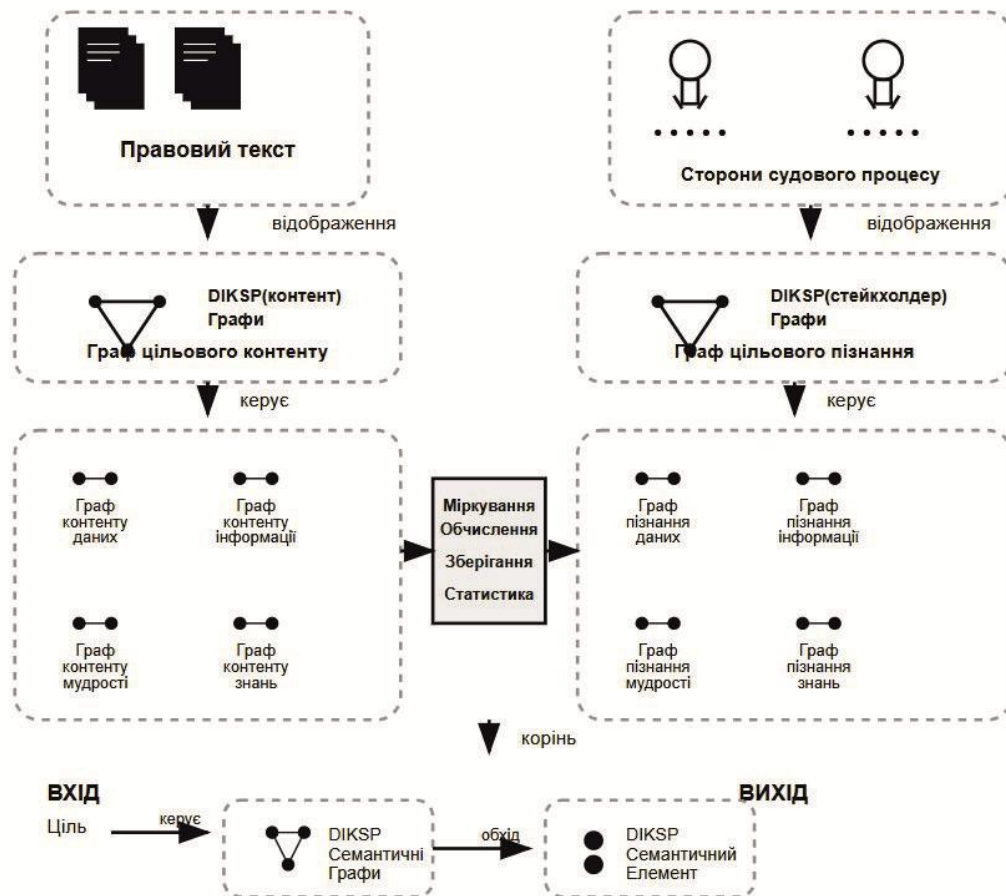 Правовий текст
Сторони судового процесу
відображення
відображення
DIKSP(контент)
Графи
Граф цільового контенту
DIKSP(стейкхолдер)
Графи
Граф цільового пізнання
керує
керує
Граф
контенту
даних
Граф
контенту
інформації
Граф
контенту
мудрості
Граф
контенту
знань
Міркування
Обчислення
Зберігання
Статистика
Граф
пізнання
даних
Граф
пізнання
інформації
Граф
пізнання
мудрості
Граф
пізнання
знань
корінь
ВХІД
Ціль
керує
DIKSP
Семантичні
Графи
обхід
ВИХІД
DIKSP
Семантичний
Елемент